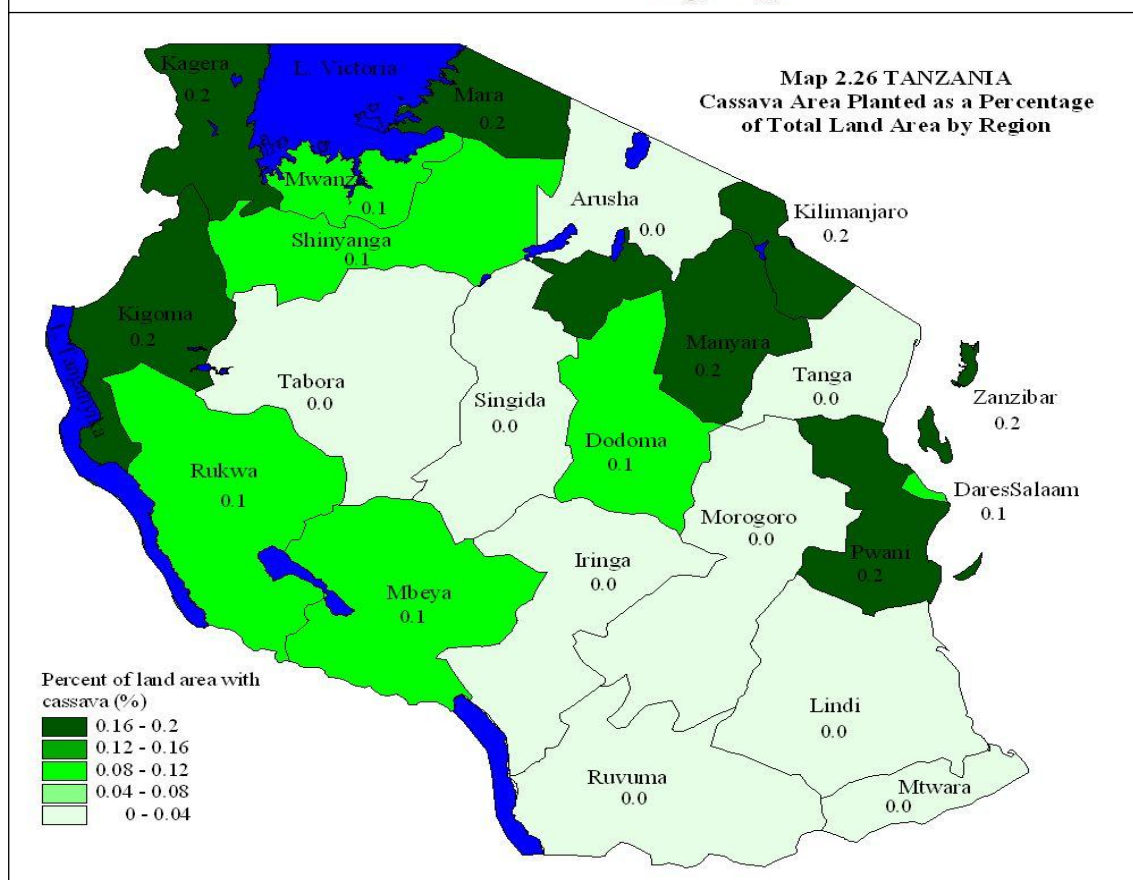 Map 2.26 TANZANIA
Cassava Area Planted as a Percentage
of Total Land Area by Region
Kagera
0.2
L. Victoria
Mara
0.2
Mwanza
0.1
Arusha
0.0
Kilimanjaro
0.2
Shinyanga
0.1
Kigoma
0.2
Manyara
0.2
Tanga
0.0
Tabora
0.0
Singida
0.0
Zanzibar
0.2
Dodoma
0.1
Rukwa
0.1
DaresSalaam
0.1
Morogoro
0.0
Pwani
0.2
Iringa
0.0
Mbeya
0.1
Lindi
0.0
Ruvuma
0.0
Mtwara
0.0
Percent of land area with
cassava (%)
0.16 - 0.2
0.12 - 0.16
0.08 - 0.12
0.04 - 0.08
0 - 0.04